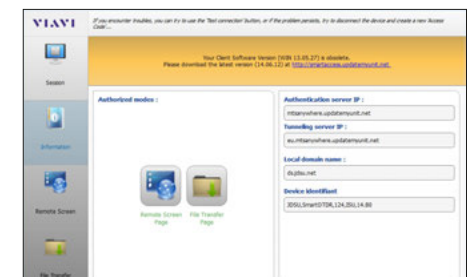 VIAVI
If you encounter troubles, you can try to use the 'Test connection' button, or if the problem persists, try to disconnect the device and create a new 'Access
Code'...
Your Client Software Version (WIN 13.05.27) is obsolete.
Please download the latest version (14.06.12) at http://smartaccess.updatemyunit.net
Session
Information
Remote Screen
File Transfer
Authorized modes :
Remote Screen
Page
File Transfer
Page
Authentication server IP :
mtsanywhere.updatemyunit.net
Tunneling server IP :
eu.mtsanywhere.updatemyunit.net
Local domain name :
ds.jdsu.net
Device identifiant
JDSU,SmartOTDR,124,JSU,14.80